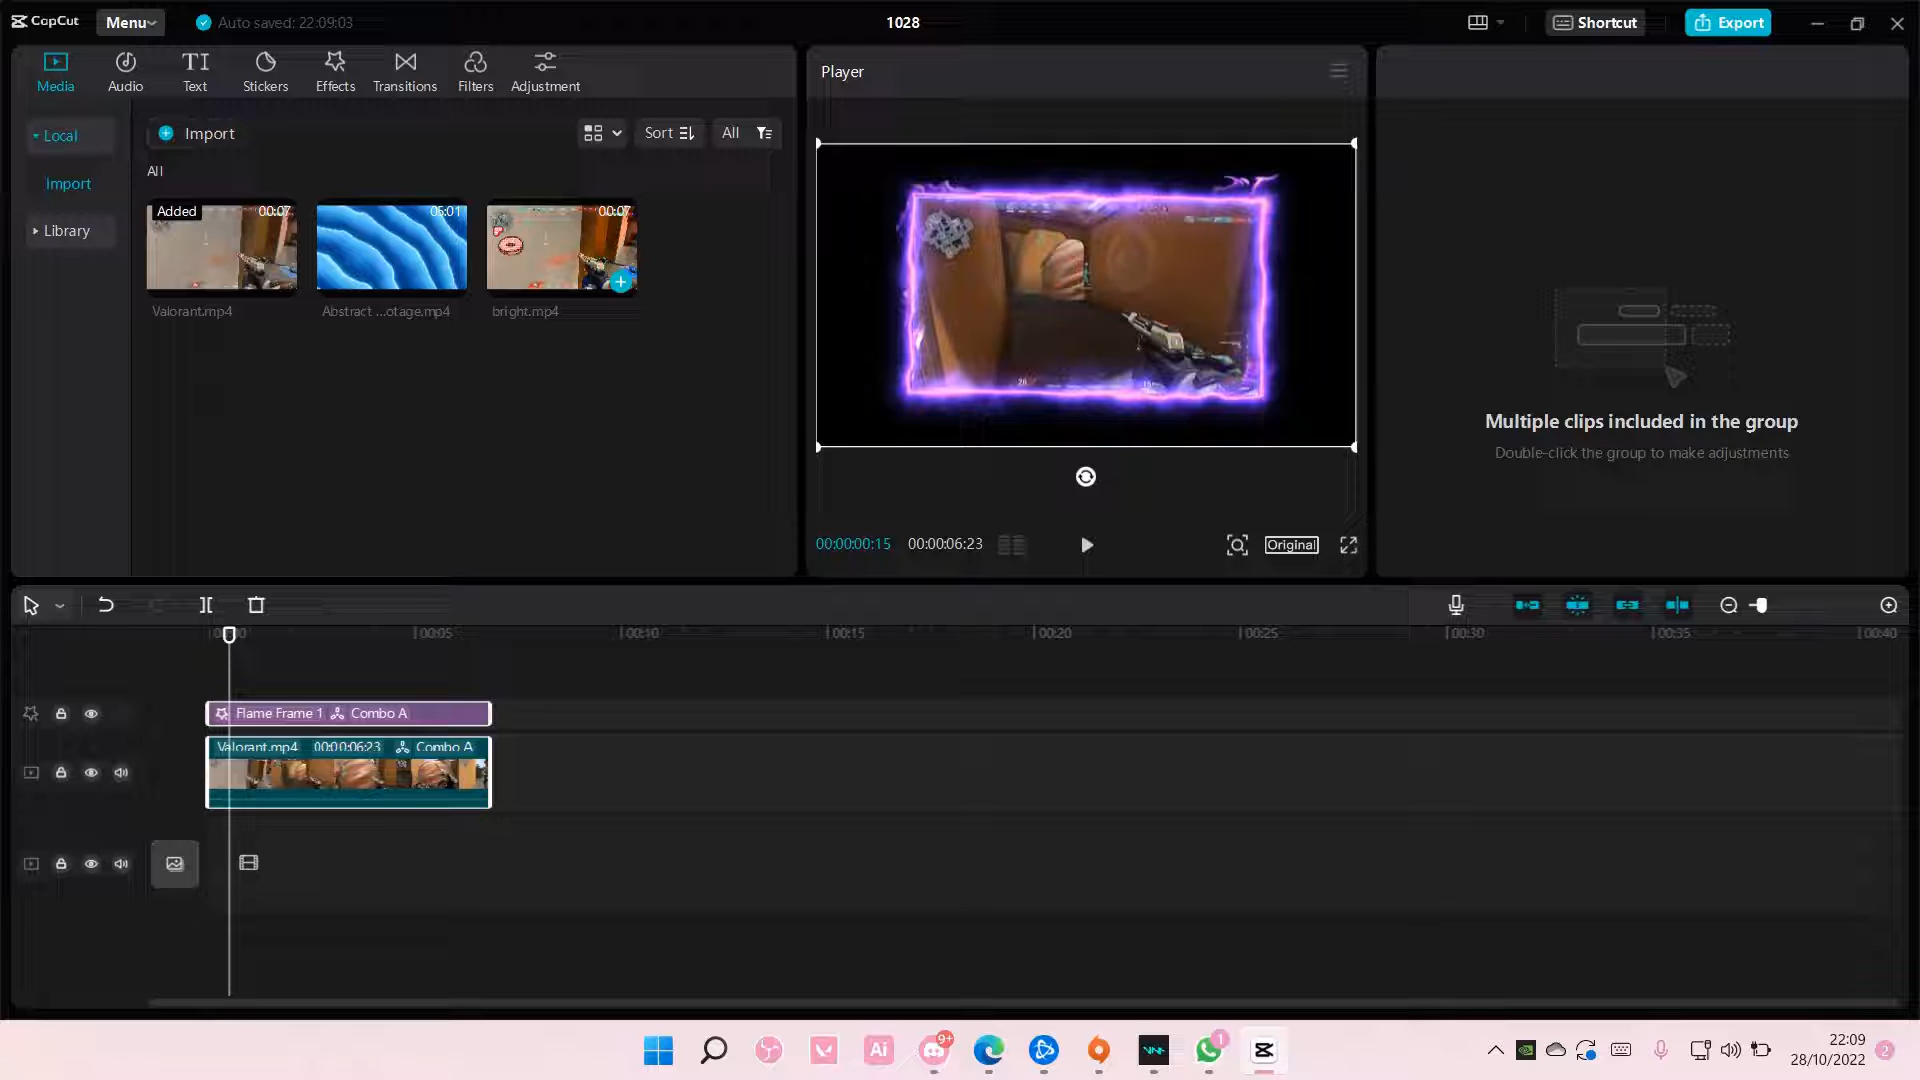 CapCut
Menu
Auto saved: 22:09:03
1028
Shortcut
Export
Media
Audio
Text
Stickers
Effects
Transitions
Filters
Adjustment
Player
Local
Import
Library
Import
Sort
All
All
Added
00:07
05:01
00:07
Valorant.mp4
Abstract ...otage.mp4
bright.mp4
Multiple clips included in the group
Double-click the group to make adjustments
00:00:00:15
00:00:06:23
Original
00:05
00:10
00:15
00:20
00:25
00:30
00:35
00:40
Flame Frame 1
Combo A
Valorant.mp4 00:00:06:23
Combo A
Ai
9+
1
22:09
28/10/2022
2